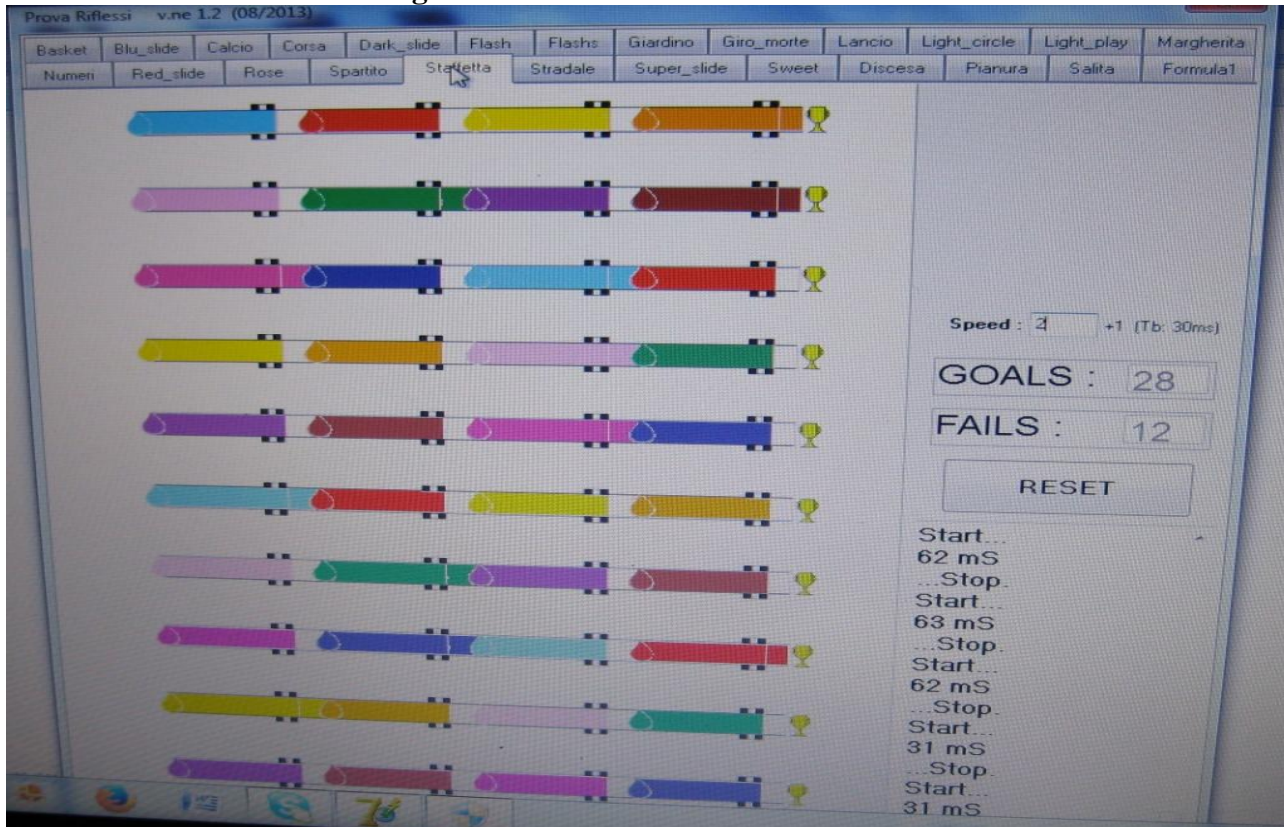 Prova Riflessi v.ne 1.2 (08/2013)
Basket Blu_slide Calcio Corsa Dark_slide Flash Flashs Giardino Giro_morte Lancio Light_circle Light_play Margherita
Numeri Red_slide Rose Spartito Staffetta Stradale Super_slide Sweet Discesa Pianura Salita Formula1
Speed : 2 +1 (Tb: 30ms)
GOALS : 28
FAILS : 12
RESET
Start...
62 mS
...Stop.
Start...
63 mS
...Stop.
Start...
62 mS
...Stop.
Start...
31 mS
...Stop.
Start...
31 mS